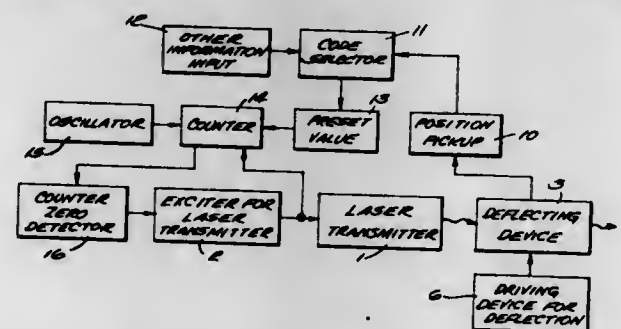 12
OTHER
INFORMATION
INPUT
CODE
SELECTOR
11
OSCILLATOR
15
14
COUNTER
13
PRESET
VALUE
POSITION
PICKUP
10
COUNTER
ZERO
DETECTOR
16
EXCITER FOR
LASER
TRANSMITTER
2
LASER
TRANSMITTER
1
3
DEFLECTING
DEVICE
6
DRIVING
DEVICE FOR
DEFLECTION